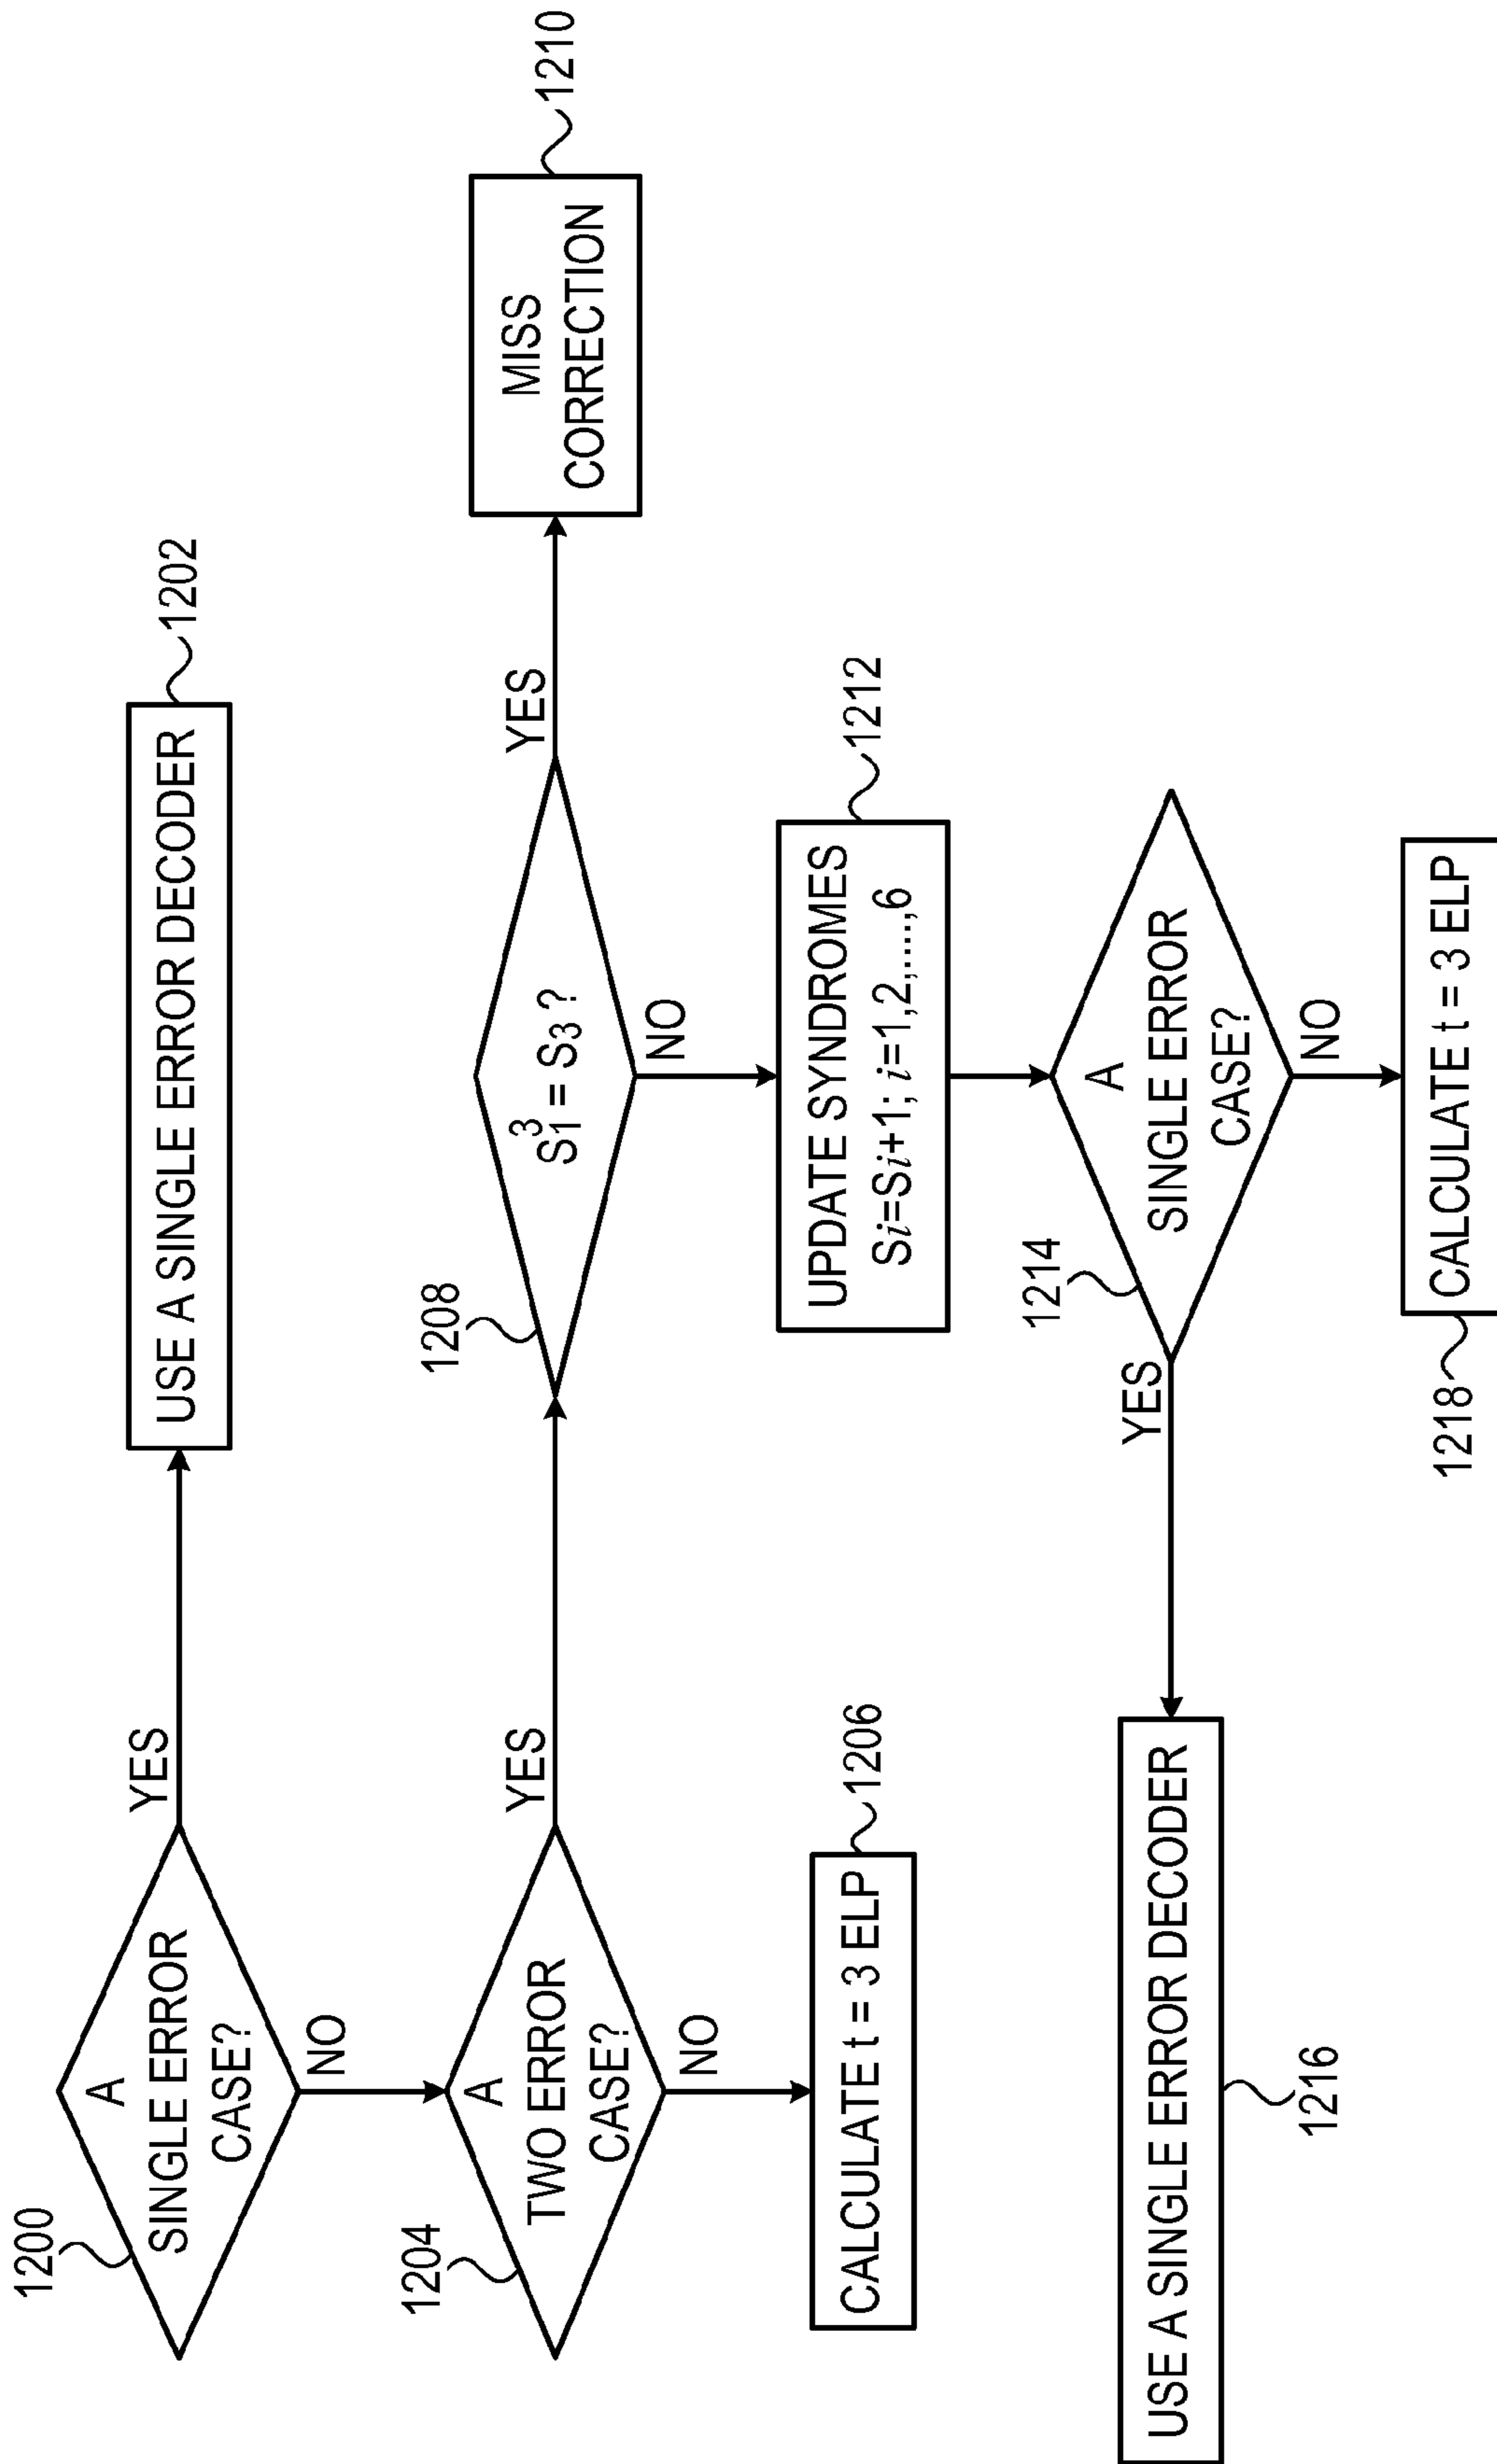 1200
A
SINGLE ERROR
CASE?
YES
USE A SINGLE ERROR DECODER
1202
NO
1204
A
TWO ERROR
CASE?
YES
1208
S₁³ = S₃ ?
YES
MISS
CORRECTION
1210
NO
NO
CALCULATE t = 3 ELP
1206
UPDATE SYNDROMES
Si=Si+1; i=1,2,....,6
1212
1214
A
SINGLE ERROR
CASE?
YES
USE A SINGLE ERROR DECODER
1216
NO
1218
CALCULATE t = 3 ELP